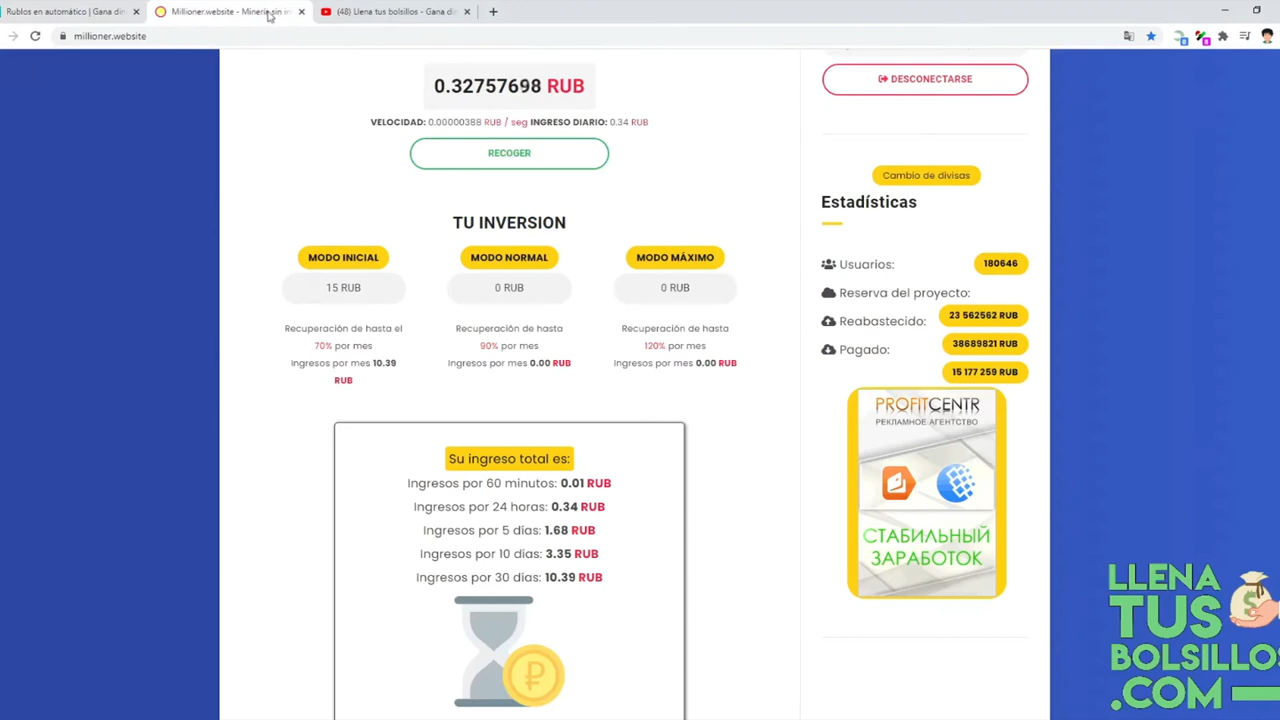 Rublos en automático | Gana di
Millioner.website - Minería sin in
(48) Llena tus bolsillos - Gana di
millioner.website
0.32757698 RUB
VELOCIDAD: 0.00000388 RUB / seg INGRESO DIARIO: 0.34 RUB
RECOGER
TU INVERSION
MODO INICIAL
15 RUB
Recuperación de hasta el
70% por mes
Ingresos por mes 10.39
RUB
MODO NORMAL
0 RUB
Recuperación de hasta
90% por mes
Ingresos por mes 0.00 RUB
MODO MÁXIMO
0 RUB
Recuperación de hasta
120% por mes
Ingresos por mes 0.00 RUB
Su ingreso total es:
Ingresos por 60 minutos: 0.01 RUB
Ingresos por 24 horas: 0.34 RUB
Ingresos por 5 dias: 1.68 RUB
Ingresos por 10 dias: 3.35 RUB
Ingresos por 30 dias: 10.39 RUB
DESCONECTARSE
Cambio de divisas
Estadísticas
Usuarios: 180646
Reserva del proyecto:
23 562562 RUB
Reabastecido:
38689821 RUB
Pagado:
15 177 259 RUB
PROFITCENTR
РЕКЛАМНОЕ АГЕНТСТВО
СТАБИЛЬНЫЙ
ЗАРАБОТОК
LLENA
TUS
BOLSILLOS
.COM